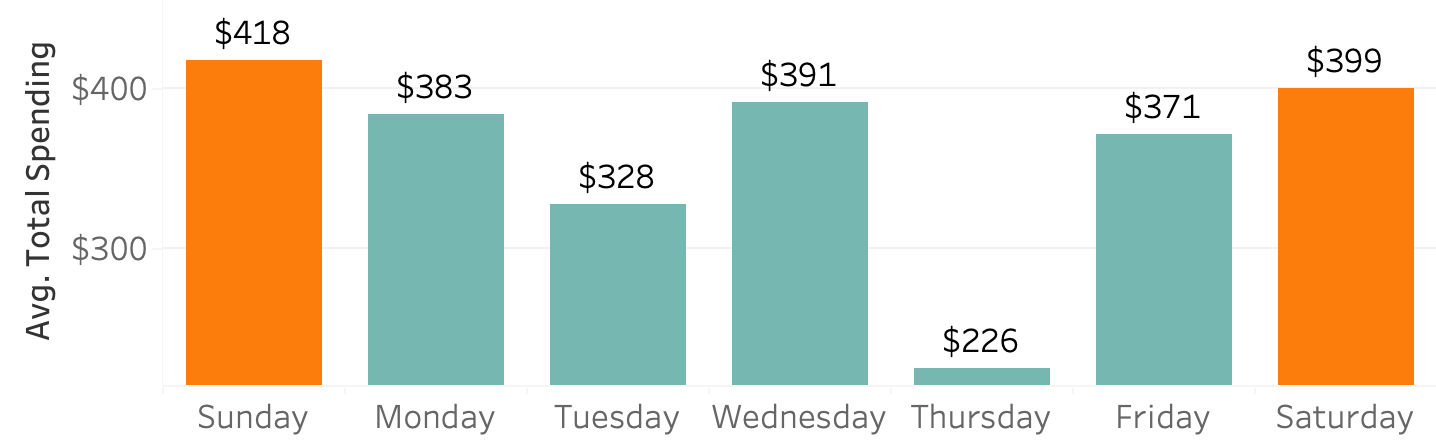 Avg. Total Spending
$400
$300
$418
$383
$328
$391
$226
$371
$399
Sunday
Monday
Tuesday
Wednesday
Thursday
Friday
Saturday